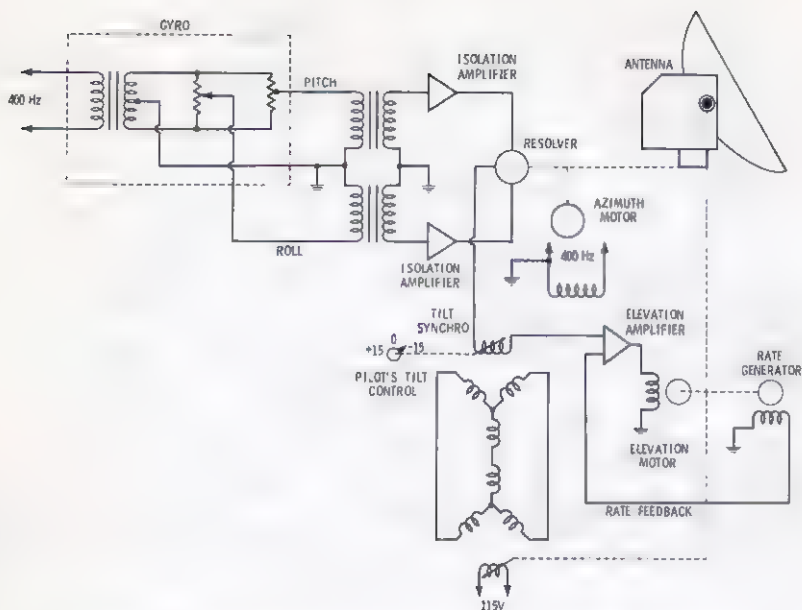 GYRO
400 Hz
PITCH
ROLL
ISOLATION
AMPLIFIER
ISOLATION
AMPLIFIER
RESOLVER
ANTENNA
AZIMUTH
MOTOR
400 Hz
TILT
SYNCHRO
+15 0 -15
PILOT'S TILT
CONTROL
ELEVATION
AMPLIFIER
RATE
GENERATOR
ELEVATION
MOTOR
RATE FEEDBACK
115V